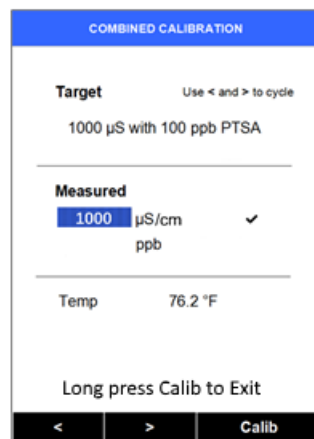 COMBINED CALIBRATION
Target Use < and > to cycle
1000 µS with 100 ppb PTSA
Measured
1000 µS/cm ✓
ppb
Temp 76.2 °F
Long press Calib to Exit
< > Calib